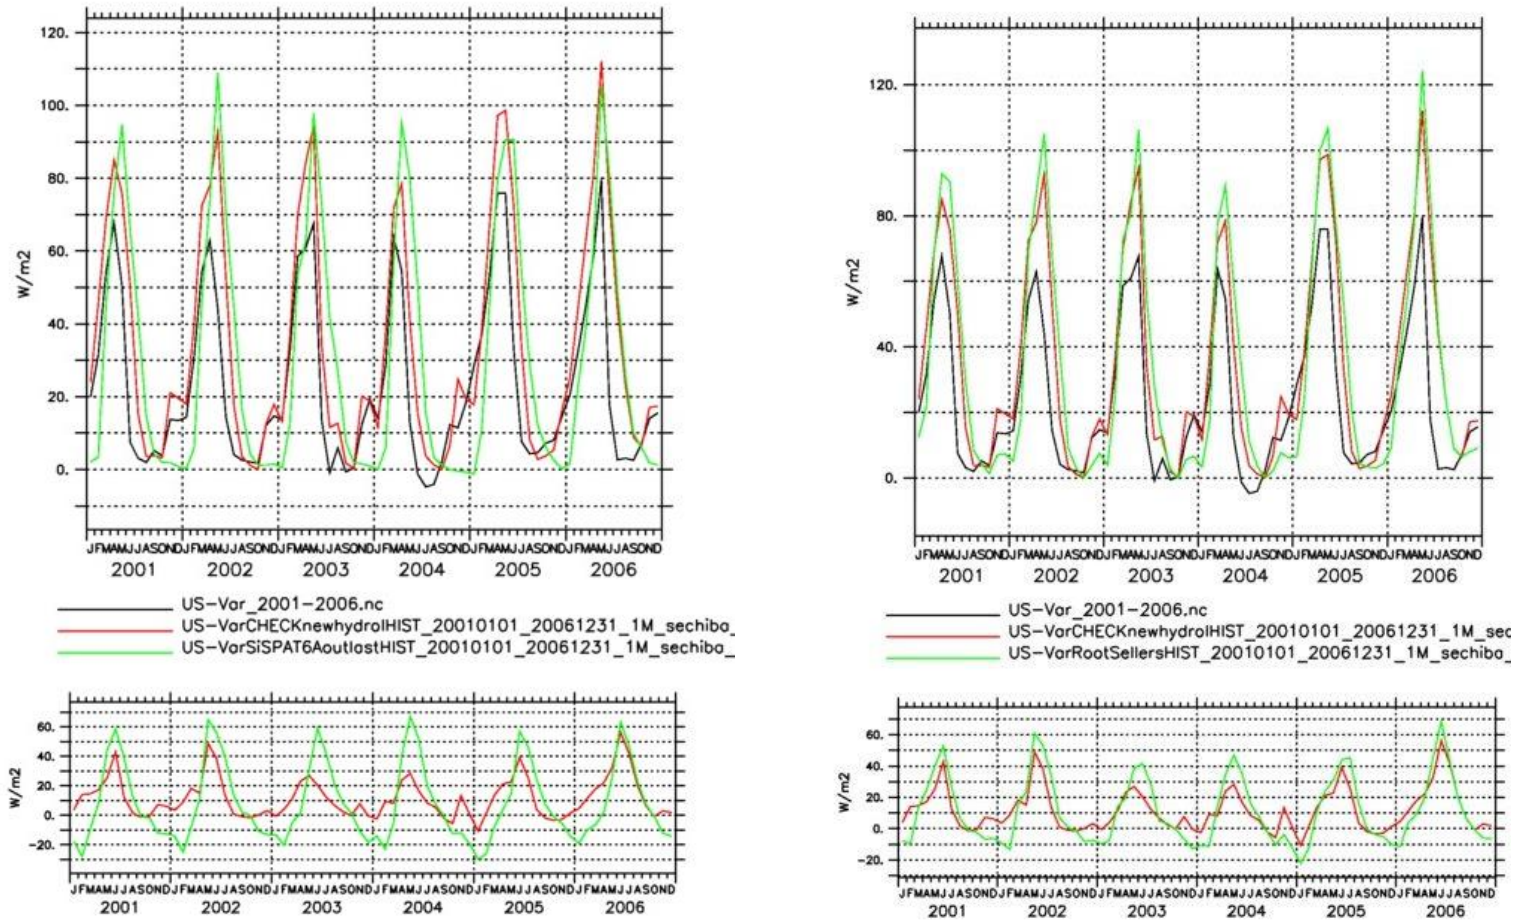 120.
100.
80.
60.
40.
20.
0.
W/m2
JFMAMJJASONDJFMAMJJASONDJFMAMJJASONDJFMAMJJASONDJFMAMJJASONDJFMAMJJASOND
2001 2002 2003 2004 2005 2006
US-Var_2001-2006.nc
US-VarCHECKnewhydrolHIST_20010101_20061231_1M_sechiba_
US-VarSiSPAT6AoutlastHIST_20010101_20061231_1M_sechiba_
60.
40.
20.
0.
-20.
W/m2
JFMAMJJASONDJFMAMJJASONDJFMAMJJASONDJFMAMJJASONDJFMAMJJASONDJFMAMJJASOND
2001 2002 2003 2004 2005 2006
120.
80.
40.
0.
W/m2
JFMAMJJASONDJFMAMJJASONDJFMAMJJASONDJFMAMJJASONDJFMAMJJASONDJFMAMJJASOND
2001 2002 2003 2004 2005 2006
US-Var_2001-2006.nc
US-VarCHECKnewhydrolHIST_20010101_20061231_1M_sec
US-VarRootSellersHIST_20010101_20061231_1M_sechiba_
60.
40.
20.
0.
-20.
W/m2
JFMAMJJASONDJFMAMJJASONDJFMAMJJASONDJFMAMJJASONDJFMAMJJASONDJFMAMJJASOND
2001 2002 2003 2004 2005 2006